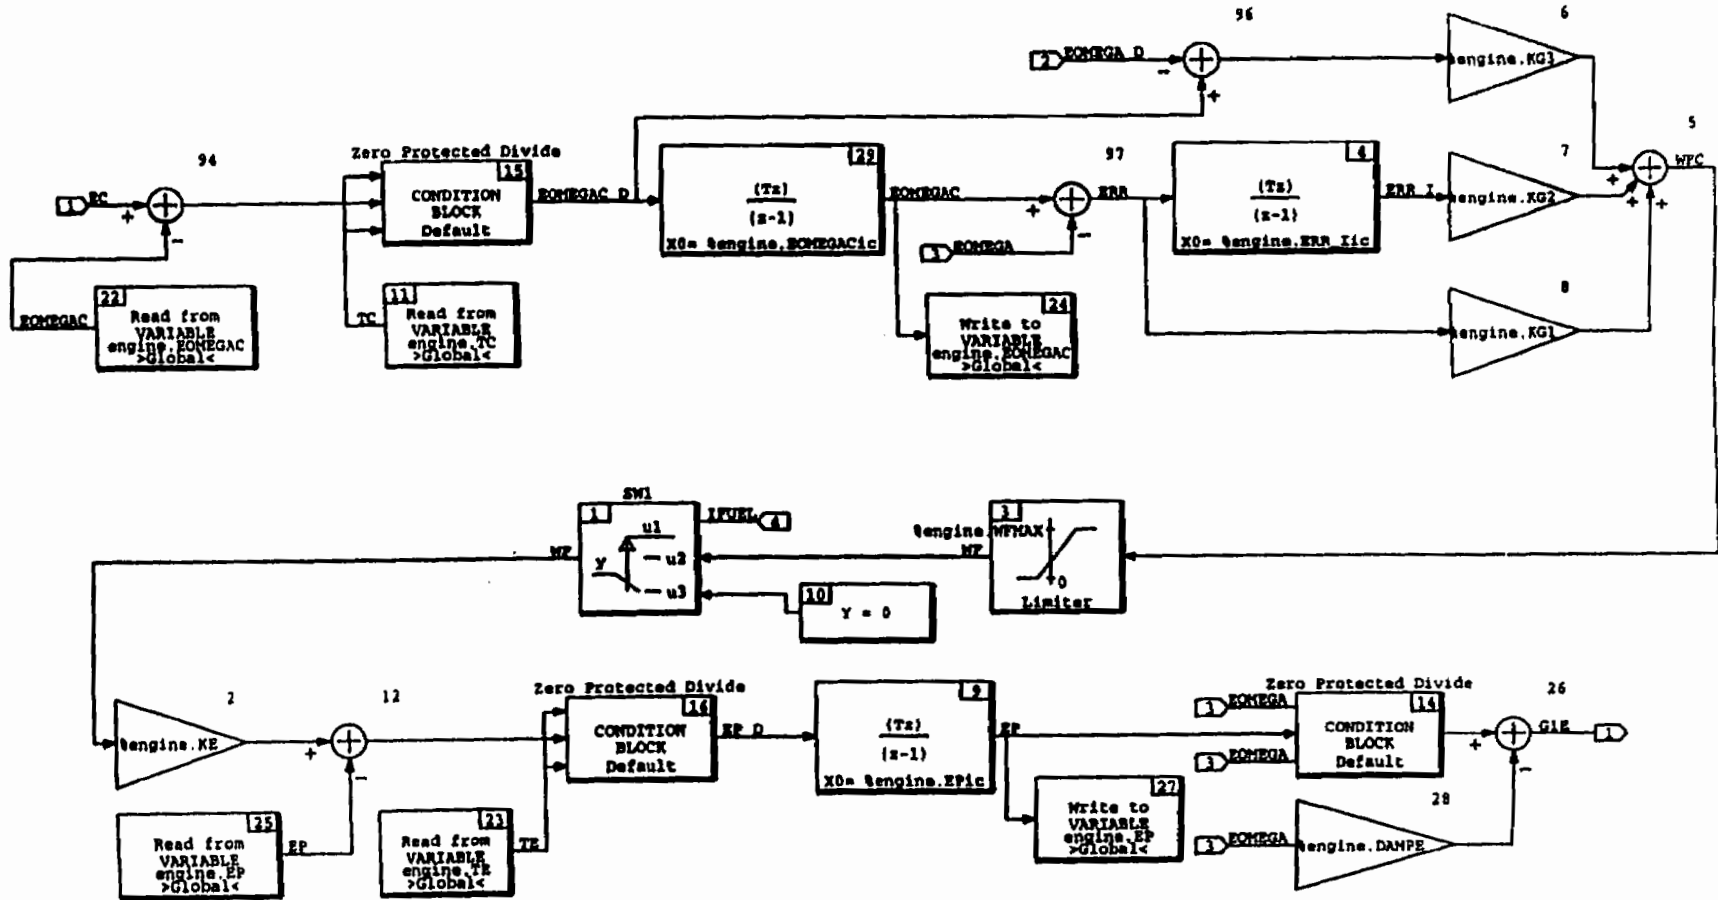 96
6
2 EOMEGA_D
-
+
%engine.KG3
+
5
94
Zero Protected Divide
15
CONDITION
BLOCK
Default
1 EC
+
-
EOMEGAC_D
29
(Tz)
(z-1)
X0= %engine.EOMEGACic
EOMEGAC
97
+
-
3 EOMEGA
ERR
4
(Tz)
(z-1)
X0= %engine.ERR_Iic
ERR_I
7
%engine.KG2
+
+
WFC
EOMEGAC
22
Read from
VARIABLE
engine.EOMEGAC
>Global<
TC
11
Read from
VARIABLE
engine.TC
>Global<
24
Write to
VARIABLE
engine.EOMEGAC
>Global<
8
%engine.KG1
SW1
1
u1
y
u2
u3
IFUEL 4
WF
%engine.WFMAX
WF
3
0
Limiter
10
Y = 0
2
%engine.KE
12
+
-
Zero Protected Divide
16
CONDITION
BLOCK
Default
EP_D
9
(Tz)
(z-1)
X0= %engine.EPic
EP
3 EOMEGA
3 EOMEGA
Zero Protected Divide
14
CONDITION
BLOCK
Default
26
+
-
G1E
1
25
Read from
VARIABLE
engine.EP
>Global<
EP
23
Read from
VARIABLE
engine.TE
>Global<
TE
27
Write to
VARIABLE
engine.EP
>Global<
28
3 EOMEGA
%engine.DAMPE